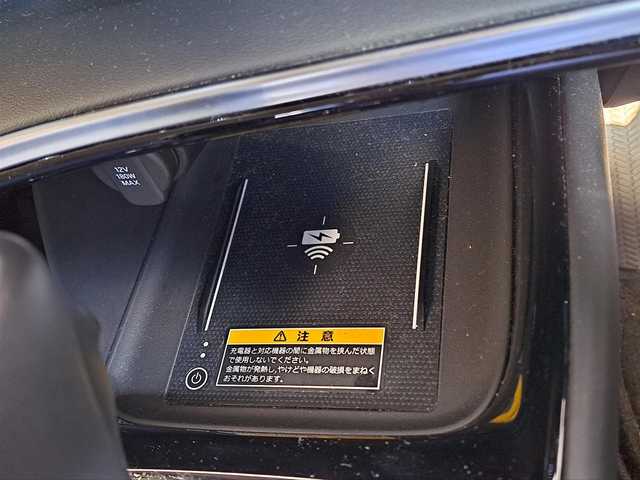 12V
180W
MAX
注意
充電器と対応機器の間に金属物を挟んだ状態
で使用しないでください。
金属物が発熱し､やけどや機器の破損をまねく
おそれがあります。